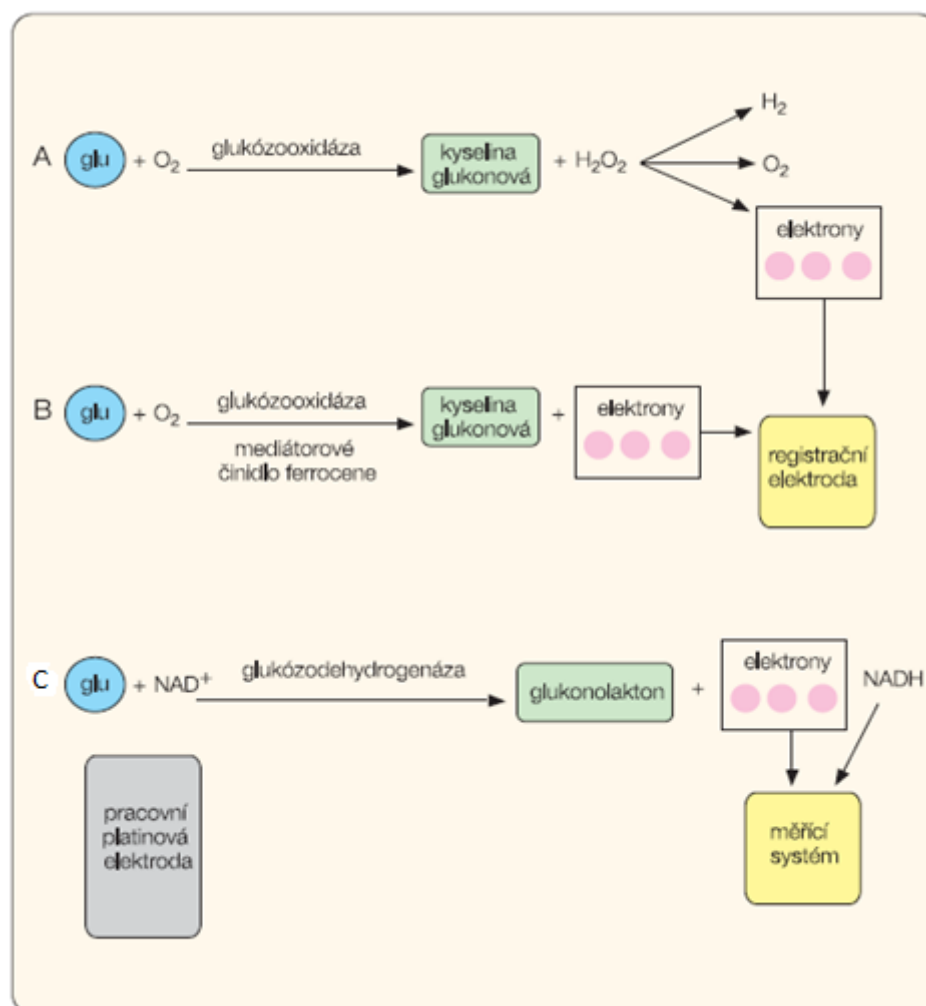 H₂
A glu + O₂ glukózooxidáza kyselina glukonová + H₂O₂ O₂
elektrony
B glu + O₂ glukózooxidáza mediátorové činidlo ferrocene kyselina glukonová + elektrony registrační elektroda
C glu + NAD⁺ glukózodehydrogenáza glukonolakton + elektrony NADH
pracovní
platinová
elektroda
měřící
systém